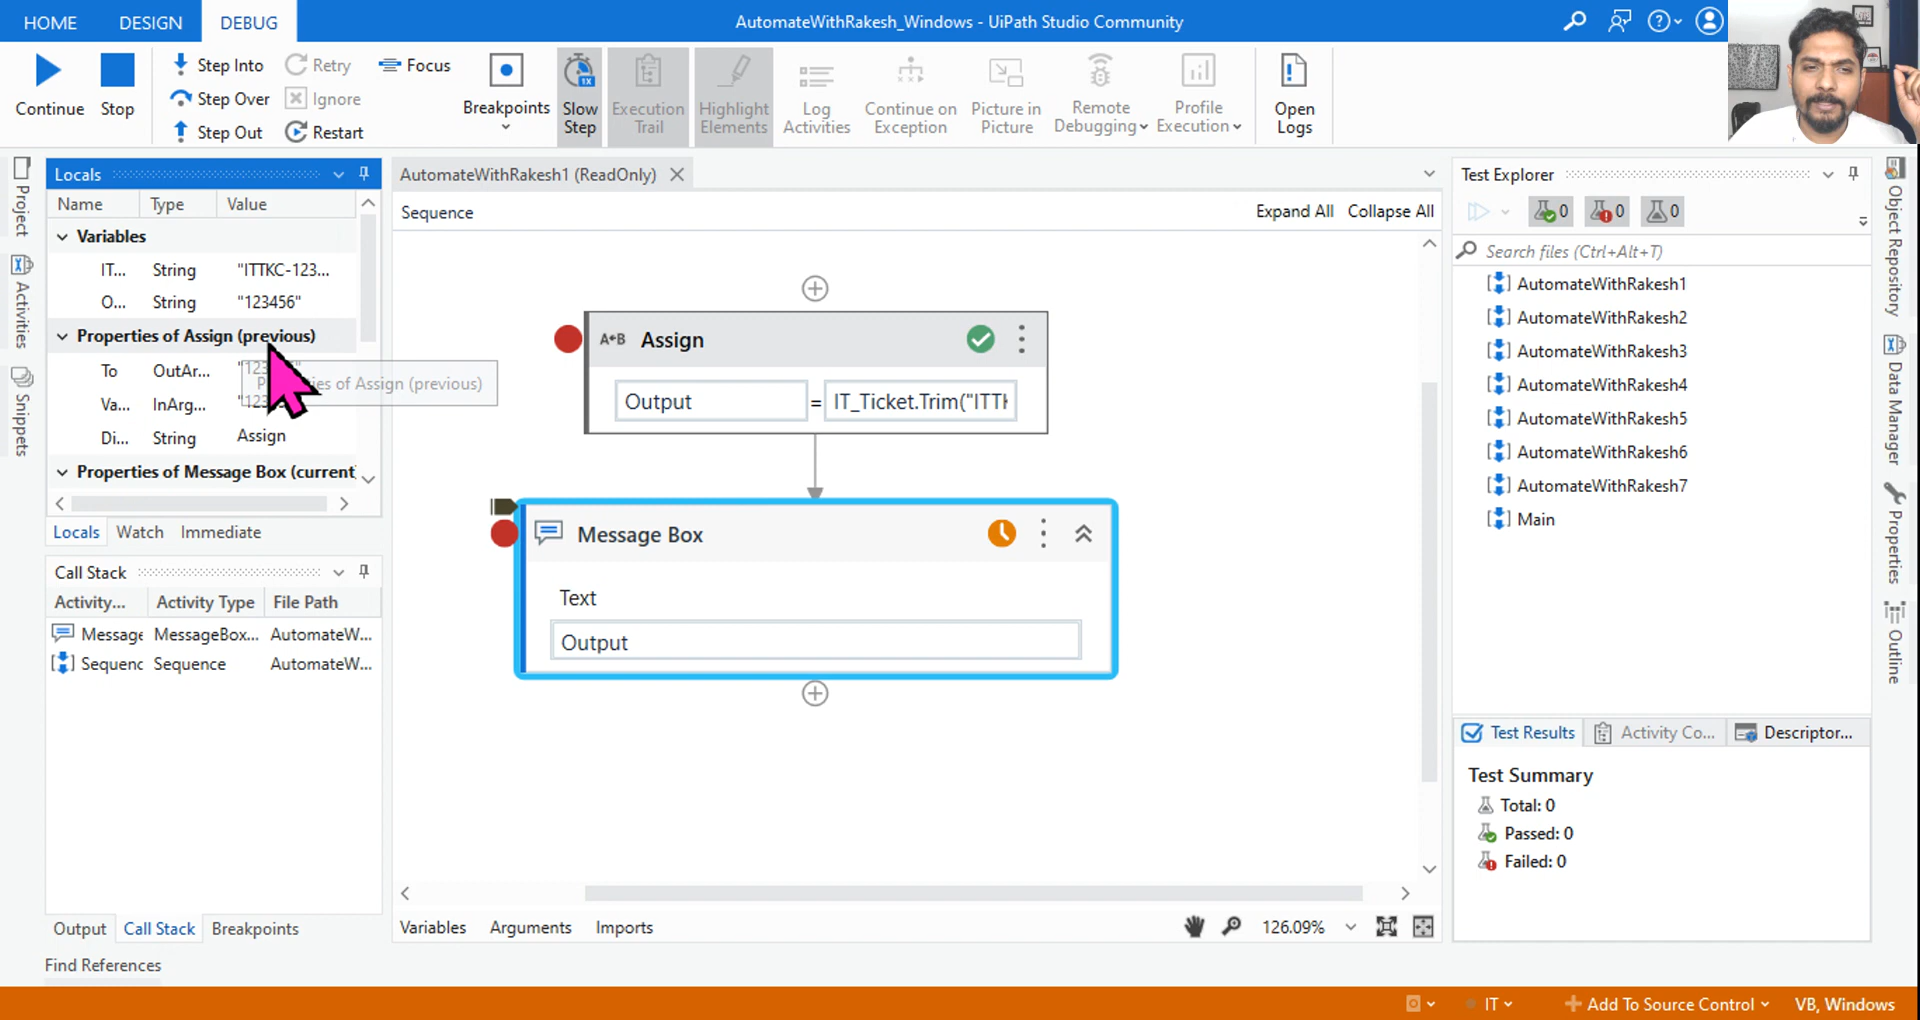 HOME DESIGN DEBUG AutomateWithRakesh_Windows - UiPath Studio Community
Continue Stop Step Into Retry Focus
Step Over Ignore
Step Out Restart
Breakpoints Slow Step Execution Trail Highlight Elements Log Activities Continue on Exception Picture in Picture Remote Debugging Profile Execution Open Logs
Project
Activities
Snippets
Locals
Name Type Value
Variables
IT... String "ITTKC-123...
O... String "123456"
Properties of Assign (previous)
To OutAr...
Va... InArg...
Di... String Assign
Properties of Assign (previous)
Properties of Message Box (current
Locals Watch Immediate
Call Stack
Activity... Activity Type File Path
Message MessageBox... AutomateW...
Sequenc Sequence AutomateW...
Output Call Stack Breakpoints
Find References
AutomateWithRakesh1 (ReadOnly)
Sequence Expand All Collapse All
A+B Assign
Output = IT_Ticket.Trim("ITTK
Message Box
Text
Output
Variables Arguments Imports 126.09%
Test Explorer
0 0 0
Search files (Ctrl+Alt+T)
AutomateWithRakesh1
AutomateWithRakesh2
AutomateWithRakesh3
AutomateWithRakesh4
AutomateWithRakesh5
AutomateWithRakesh6
AutomateWithRakesh7
Main
Test Results Activity Co... Descriptor...
Test Summary
Total: 0
Passed: 0
Failed: 0
Object Repository
Data Manager
Properties
Outline
IT Add To Source Control VB, Windows